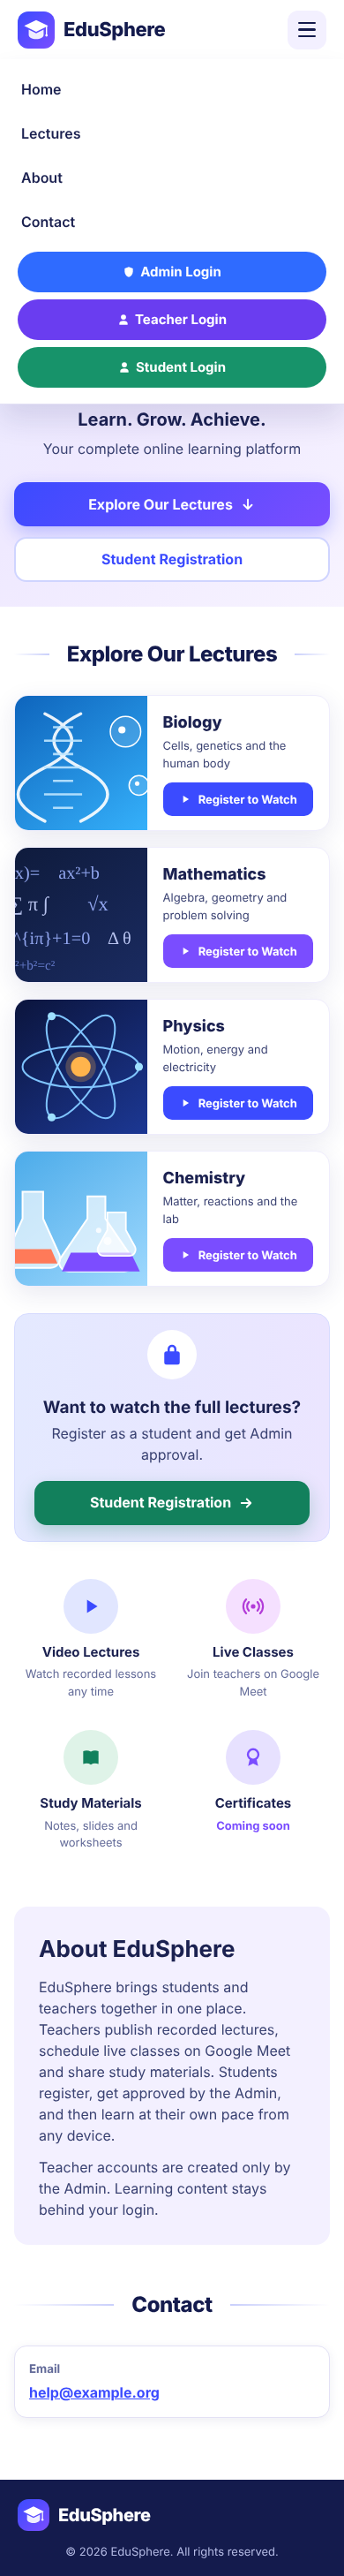 EduSphere
Home
Lectures
About
Contact
Admin Login
Teacher Login
Student Login
Learn. Grow. Achieve.
Your complete online learning platform
Explore Our Lectures ↓
Student Registration
Explore Our Lectures
Biology
Cells, genetics and the
human body
Register to Watch
x)= ax²+b
∑ π ∫ √x
^{iπ}+1=0 Δ θ
²+b²=c²
Mathematics
Algebra, geometry and
problem solving
Register to Watch
Physics
Motion, energy and
electricity
Register to Watch
Chemistry
Matter, reactions and the
lab
Register to Watch
Want to watch the full lectures?
Register as a student and get Admin
approval.
Student Registration →
Video Lectures
Watch recorded lessons
any time
Live Classes
Join teachers on Google
Meet
Study Materials
Notes, slides and
worksheets
Certificates
Coming soon
About EduSphere
EduSphere brings students and
teachers together in one place.
Teachers publish recorded lectures,
schedule live classes on Google Meet
and share study materials. Students
register, get approved by the Admin,
and then learn at their own pace from
any device.
Teacher accounts are created only by
the Admin. Learning content stays
behind your login.
Contact
Email
help@example.org
EduSphere
© 2026 EduSphere. All rights reserved.